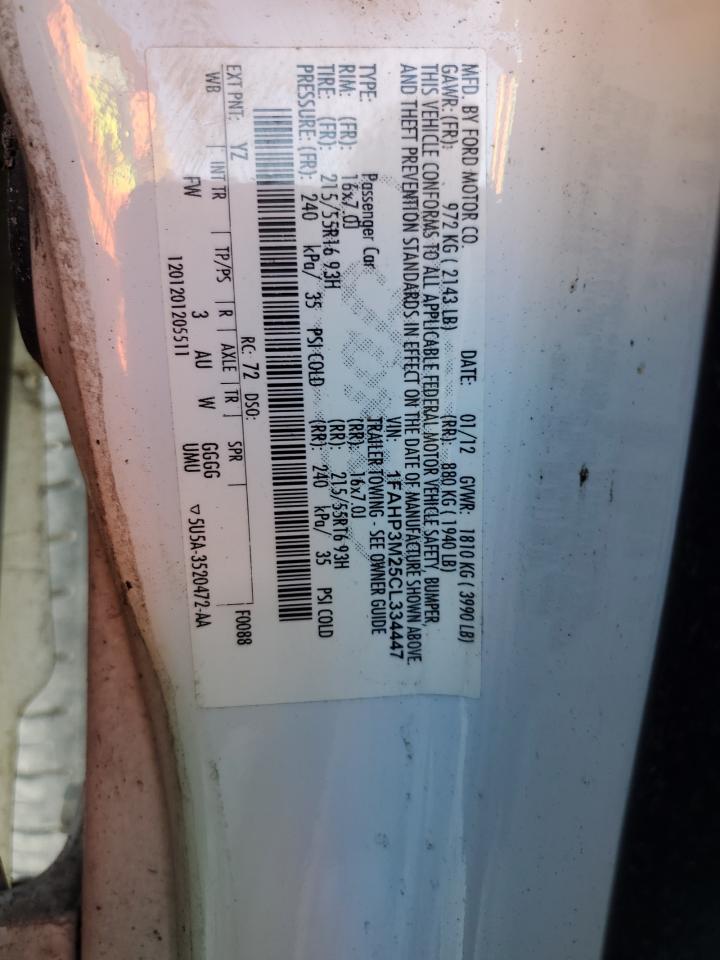 MFD. BY FORD MOTOR CO.
DATE: 01/12 GVWR: 1810 KG ( 3990 LB)
GAWR: (FR): 972 KG ( 2143 LB) (RR): 880 KG ( 1940 LB)
THIS VEHICLE CONFORMS TO ALL APPLICABLE FEDERAL MOTOR VEHICLE SAFETY, BUMPER,
AND THEFT PREVENTION STANDARDS IN EFFECT ON THE DATE OF MANUFACTURE SHOWN ABOVE.
VIN: 1FAHP3M25CL334447
TYPE: Passenger Car TRAILER TOWING - SEE OWNER GUIDE
RIM: (FR): 16x7.0J (RR) 16x7.0J
TIRE: (FR): 215/55R16 93H (RR) 215/55R16 93H
PRESSURE: (FR): 240 kPa/ 35 PSI COLD (RR): 240 kPa/ 35 PSI COLD
F0088
EXT PNT: YZ RC: 72 DSO:
WB INT TR TP/PS R AXLE TR SPR
FW 3 AU W GGGG
UMU
1201201205511 ▽5U5A-3520472-AA